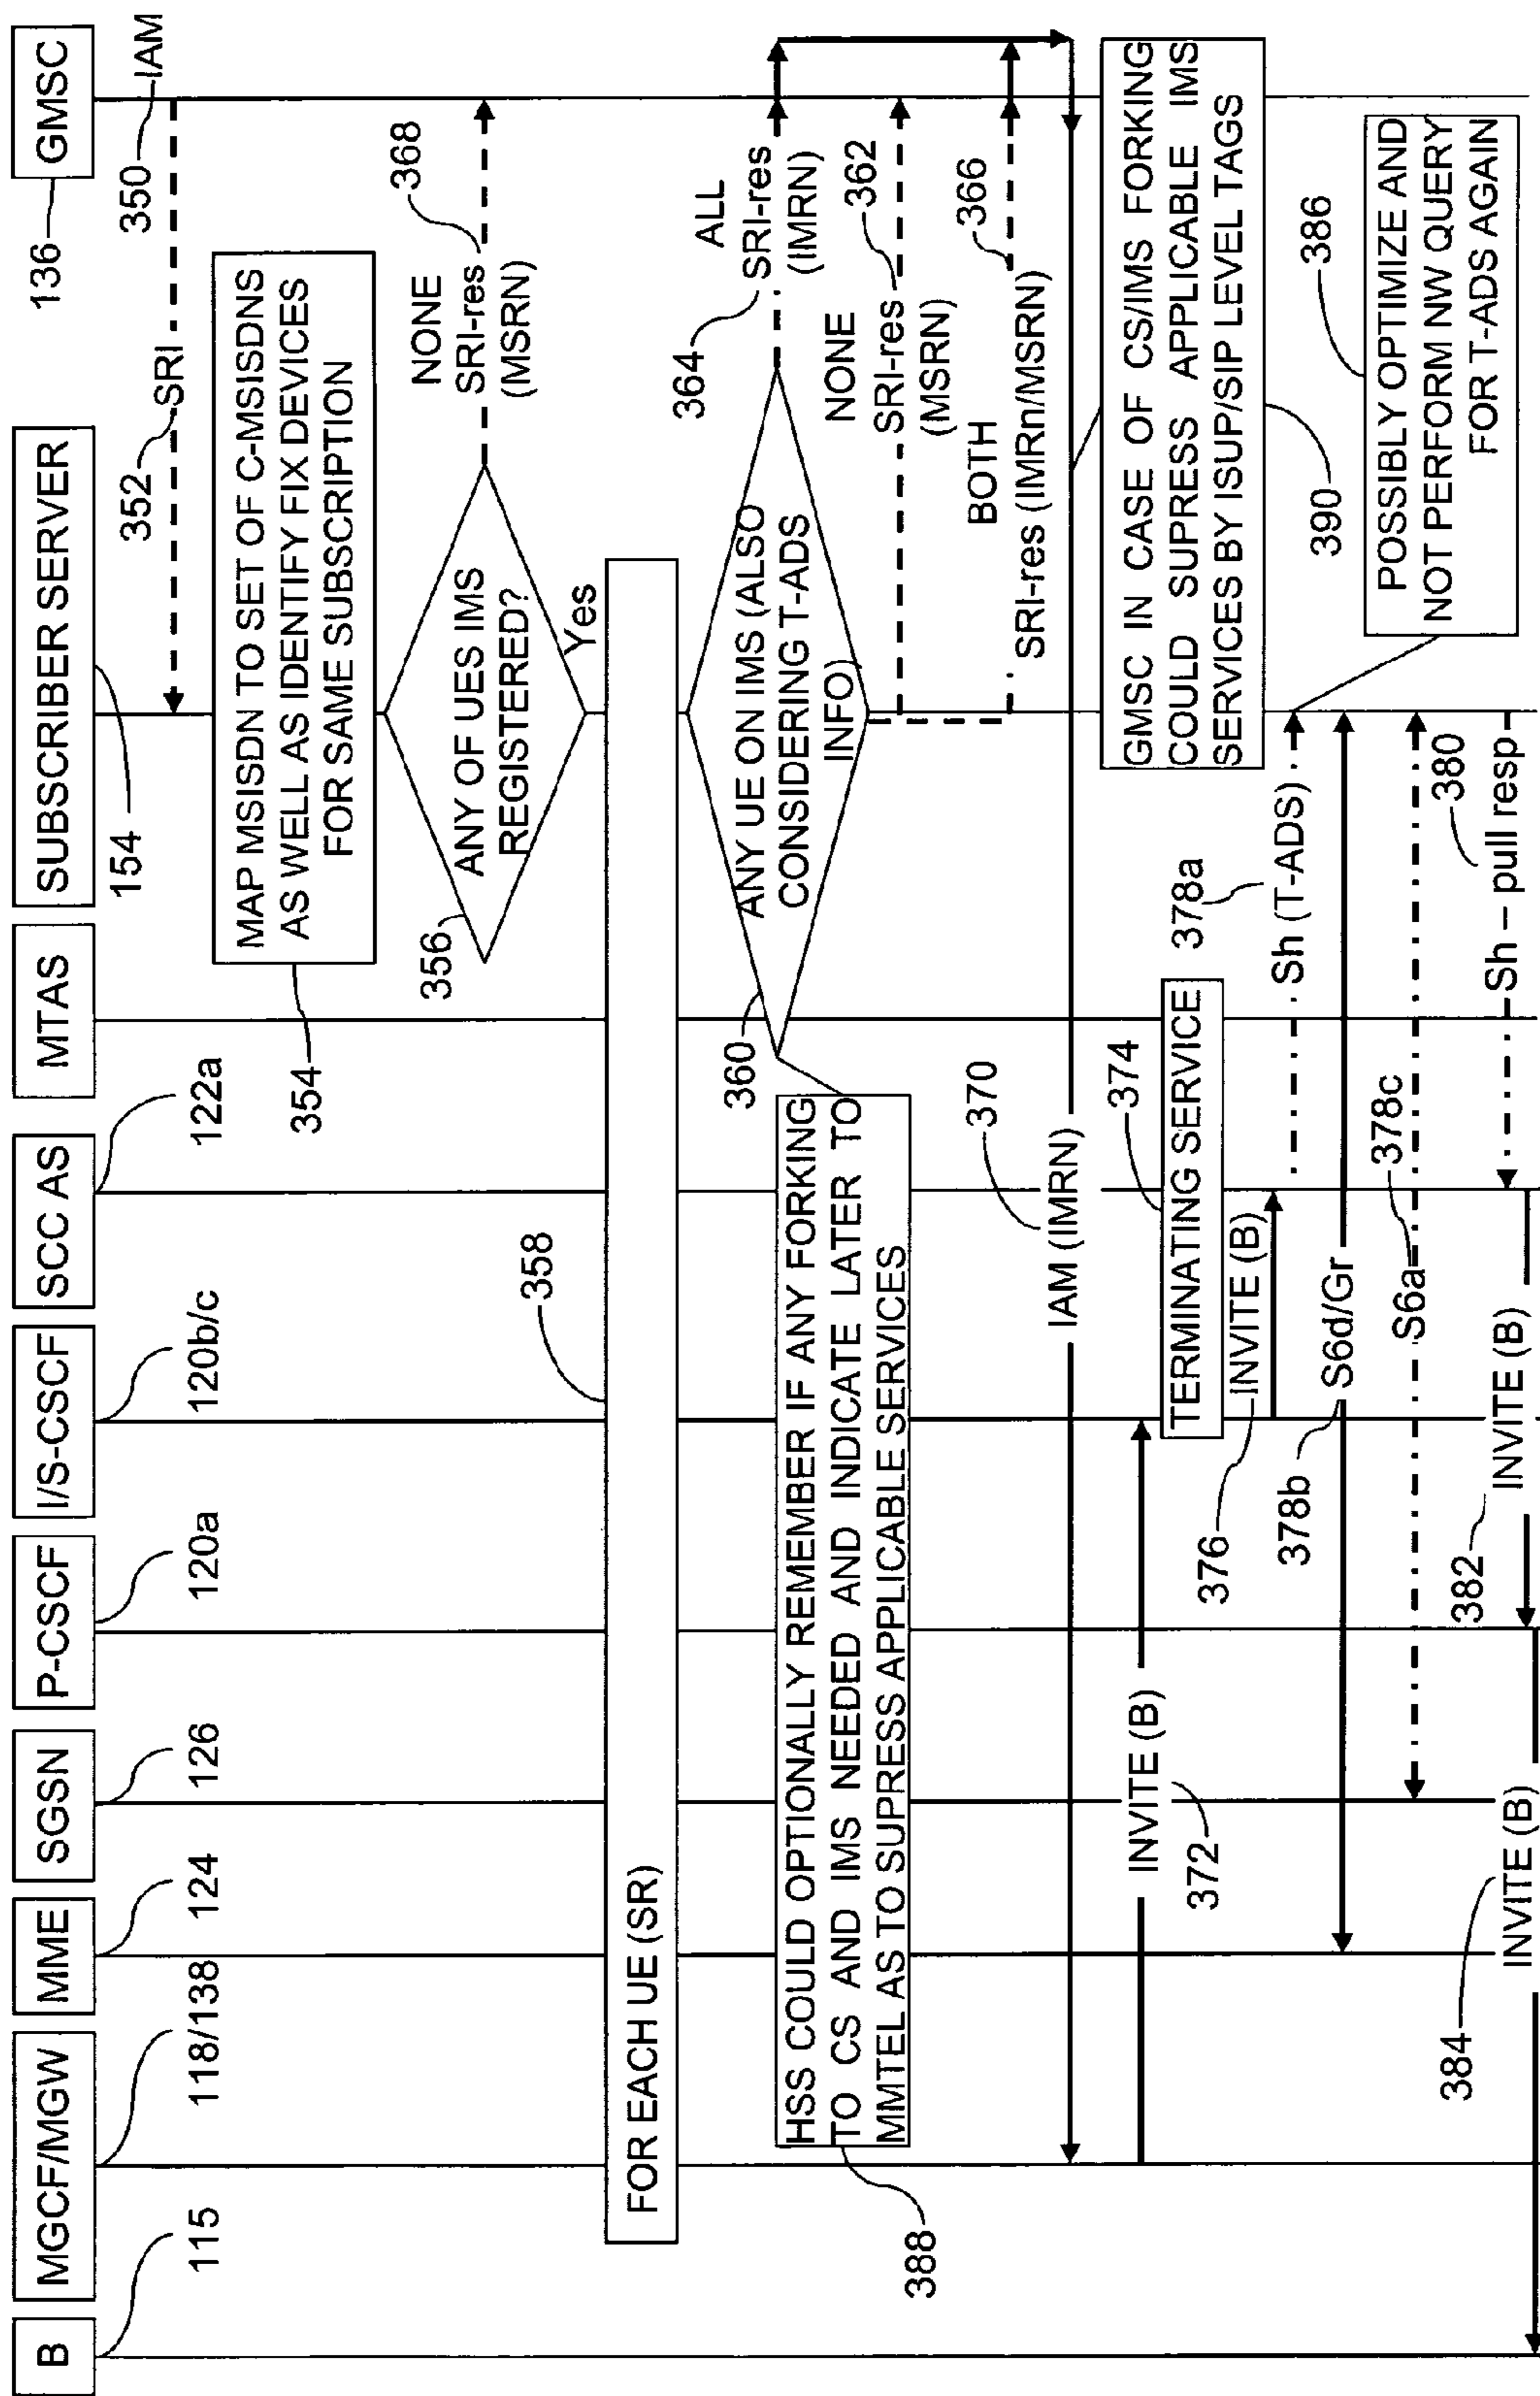 B
MGCF/MGW
MME
SGSN
P-CSCF
I/S-CSCF
SCC AS
MTAS
SUBSCRIBER SERVER
GMSC
115
118/138
124
126
120a
120b/c
122a
154
136
350
IAM
352
SRI
MAP MSISDN TO SET OF C-MSISDNS
AS WELL AS IDENTIFY FIX DEVICES
FOR SAME SUBSCRIPTION
354
356
ANY OF UES IMS
REGISTERED?
NONE
SRI-res
(MSRN)
368
Yes
FOR EACH UE (SR)
358
360
ANY UE ON IMS (ALSO
CONSIDERING T-ADS
INFO)
364
ALL
SRI-res
(IMRN)
NONE
SRI-res
(MSRN)
362
BOTH
SRI-res (IMRn/MSRN)
366
HSS COULD OPTIONALLY REMEMBER IF ANY FORKING
TO CS AND IMS NEEDED AND INDICATE LATER TO
MMTEL AS TO SUPRESS APPLICABLE SERVICES
388
IAM (IMRN)
370
GMSC IN CASE OF CS/IMS FORKING
COULD SUPRESS APPLICABLE IMS
SERVICES BY ISUP/SIP LEVEL TAGS
390
INVITE (B)
372
TERMINATING SERVICE
374
376
INVITE (B)
378a
Sh (T-ADS)
POSSIBLY OPTIMIZE AND
NOT PERFORM NW QUERY
FOR T-ADS AGAIN
386
378b
S6d/Gr
S6a
378c
380
Sh – pull resp
382
INVITE (B)
384
INVITE (B)